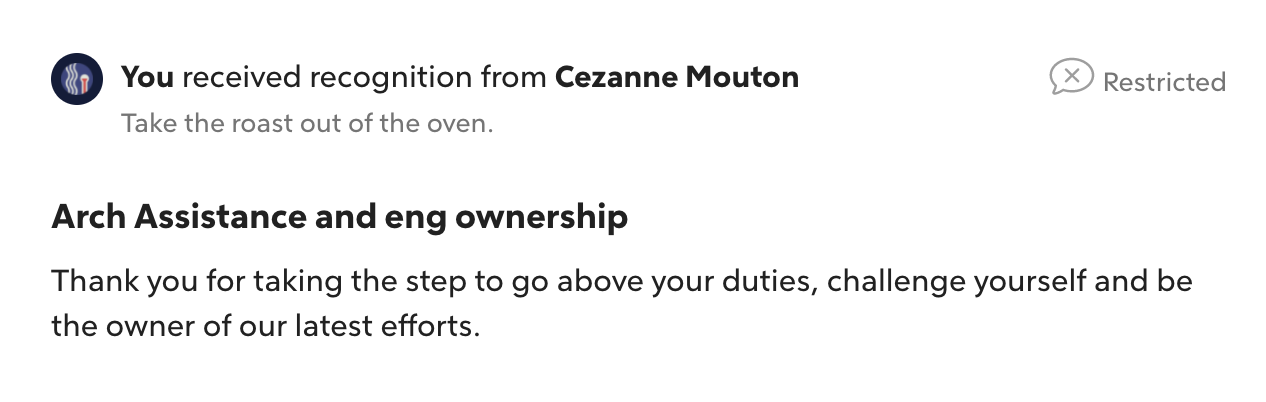 You received recognition from Cezanne Mouton
Restricted
Take the roast out of the oven.
Arch Assistance and eng ownership
Thank you for taking the step to go above your duties, challenge yourself and be
the owner of our latest efforts.